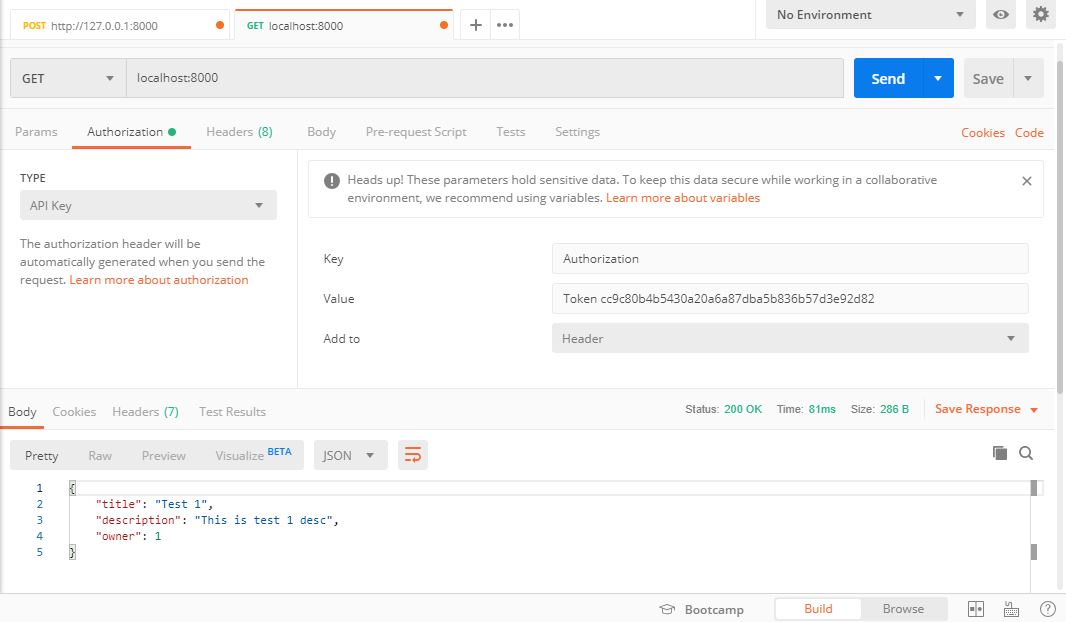 POST http://127.0.0.1:8000
GET localhost:8000
No Environment
GET
localhost:8000
Send
Save
Params
Authorization
Headers (8)
Body
Pre-request Script
Tests
Settings
Cookies
Code
TYPE
API Key
The authorization header will be
automatically generated when you send the
request. Learn more about authorization
Heads up! These parameters hold sensitive data. To keep this data secure while working in a collaborative
environment, we recommend using variables. Learn more about variables
Key
Authorization
Value
Token cc9c80b4b5430a20a6a87dba5b836b57d3e92d82
Add to
Header
Body
Cookies
Headers (7)
Test Results
Status: 200 OK
Time: 81ms
Size: 286 B
Save Response
Pretty
Raw
Preview
Visualize BETA
JSON
1 {
2 "title": "Test 1",
3 "description": "This is test 1 desc",
4 "owner": 1
5 }
Bootcamp
Build
Browse